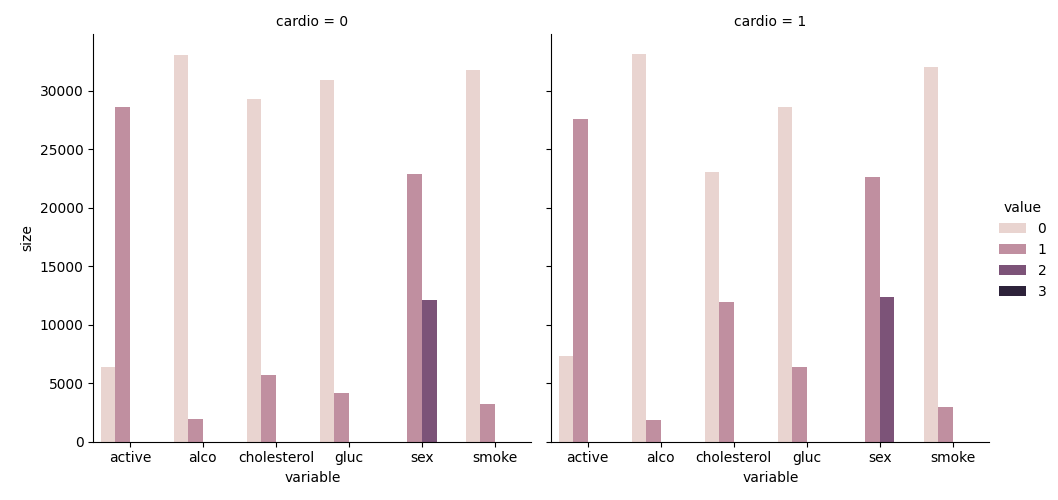 cardio = 0
cardio = 1
30000
25000
20000
15000
10000
5000
0
size
active alco cholesterol gluc sex smoke
variable
active alco cholesterol gluc sex smoke
variable
value
0
1
2
3